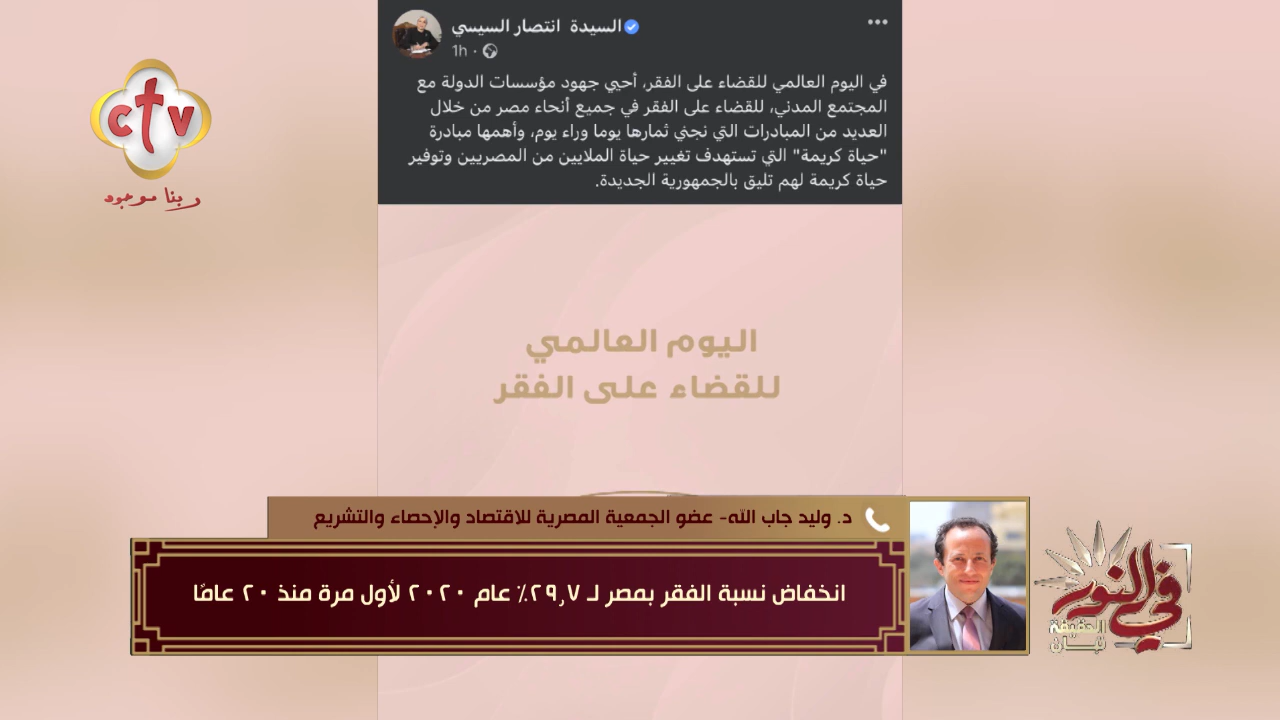 السيدة انتصار السيسي
1h
في اليوم العالمي للقضاء على الفقر، أحيي جهود مؤسسات الدولة مع
المجتمع المدني، للقضاء على الفقر في جميع أنحاء مصر من خلال
العديد من المبادرات التي نجني ثمارها يوما وراء يوم، وأهمها مبادرة
"حياة كريمة" التي تستهدف تغيير حياة الملايين من المصريين وتوفير
حياة كريمة لهم تليق بالجمهورية الجديدة.
ctv
ربنا موجود
اليوم العالمي
للقضاء على الفقر
د. وليد جاب الله- عضو الجمعية المصرية للاقتصاد والإحصاء والتشريع
انخفاض نسبة الفقر بمصر لـ ٢٩٫٧٪ عام ٢٠٢٠ لأول مرة منذ ٢٠ عامًا
في النور
الحقيقة
تبان